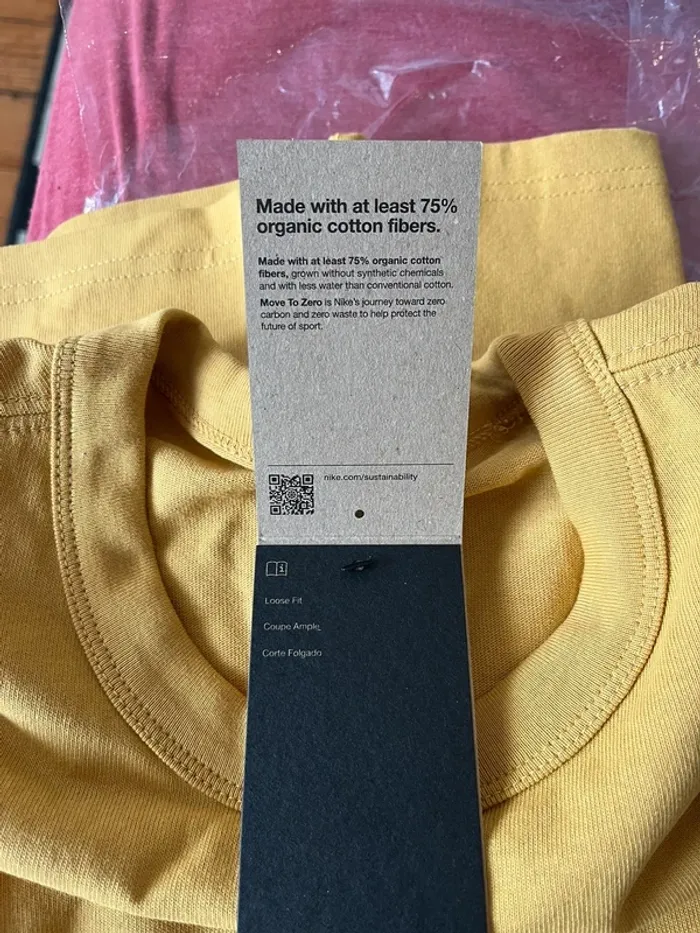 Made with at least 75%
organic cotton fibers.
Made with at least 75% organic cotton
fibers, grown without synthetic chemicals
and with less water than conventional cotton.
Move To Zero is Nike's journey toward zero
carbon and zero waste to help protect the
future of sport.
nike.com/sustainability
i
Loose Fit
Coupe Ample
Corte Folgado